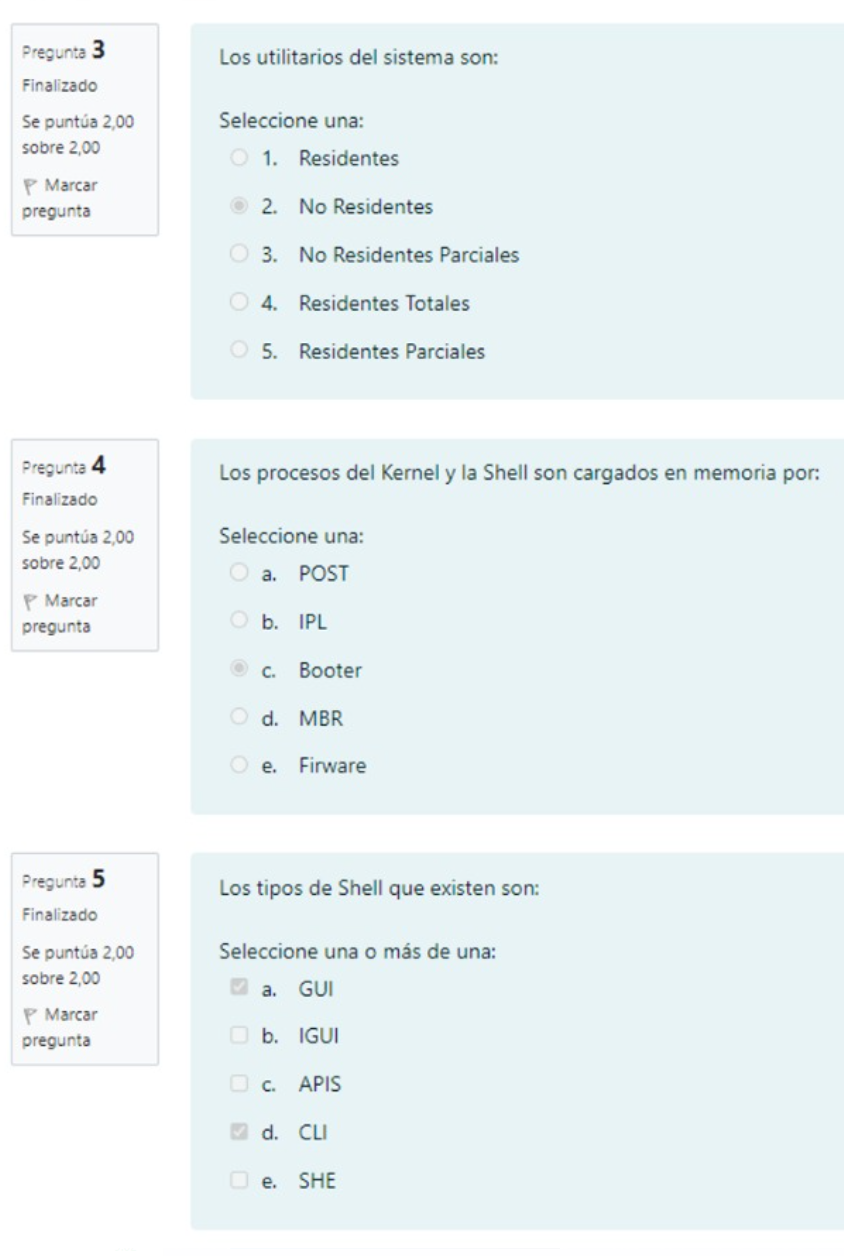 Pregunta 3
Finalizado
Se puntúa 2,00
sobre 2,00
Marcar
pregunta
Los utilitarios del sistema son:
Seleccione una:
1. Residentes
2. No Residentes
3. No Residentes Parciales
4. Residentes Totales
5. Residentes Parciales
Pregunta 4
Finalizado
Se puntúa 2,00
sobre 2,00
Marcar
pregunta
Los procesos del Kernel y la Shell son cargados en memoria por:
Seleccione una:
a. POST
b. IPL
c. Booter
d. MBR
e. Firware
Pregunta 5
Finalizado
Se puntúa 2,00
sobre 2,00
Marcar
pregunta
Los tipos de Shell que existen son:
Seleccione una o más de una:
a. GUI
b. IGUI
c. APIS
d. CLI
e. SHE